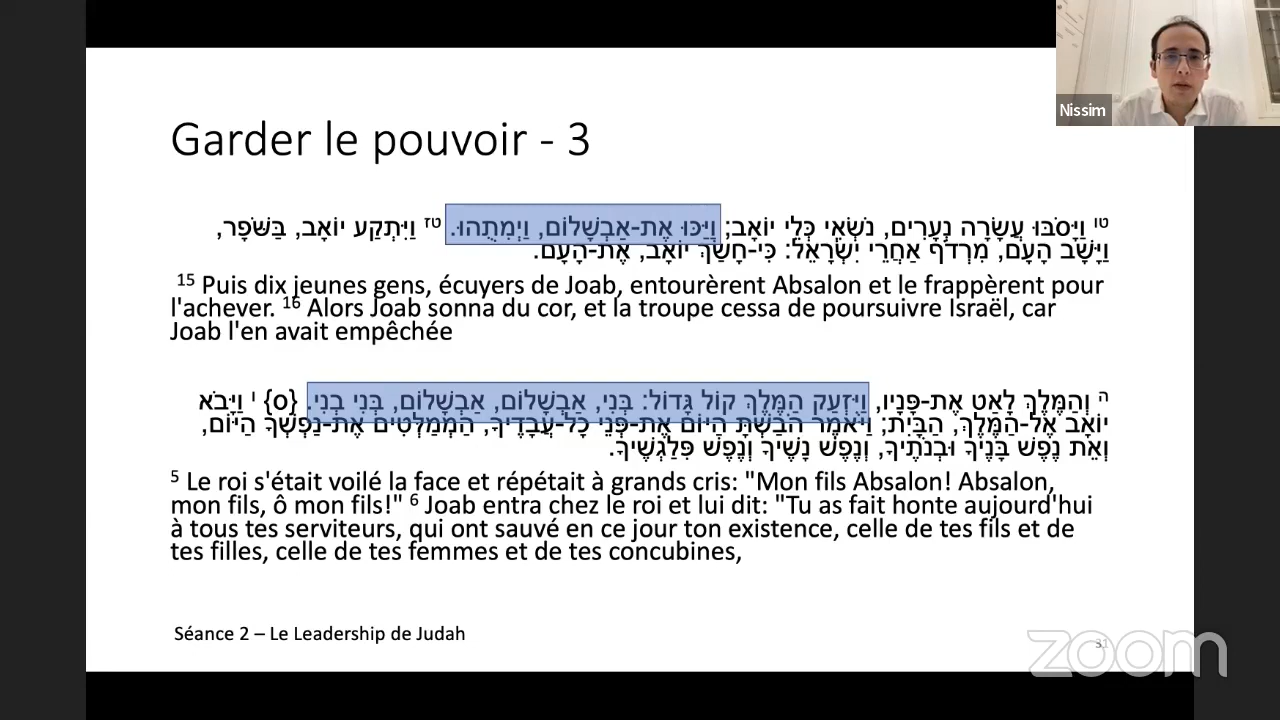 Nissim
Garder le pouvoir - 3
טו וַיָּסֹבּוּ עֲשָׂרָה נְעָרִים, נֹשְׂאֵי כְּלֵי יוֹאָב; וַיַּכּוּ אֶת-אַבְשָׁלוֹם, וַיְמִתֻהוּ. טז וַיִּתְקַע יוֹאָב, בַּשֹּׁפָר,
וַיָּשָׁב הָעָם, מִרְדֹף אַחֲרֵי יִשְׂרָאֵל: כִּי-חָשַׂךְ יוֹאָב, אֶת-הָעָם.
15 Puis dix jeunes gens, écuyers de Joab, entourèrent Absalon et le frappèrent pour
l'achever. 16 Alors Joab sonna du cor, et la troupe cessa de poursuivre Israël, car
Joab l'en avait empêchée
ה וְהַמֶּלֶךְ לָאַט אֶת-פָּנָיו, וַיִּזְעַק הַמֶּלֶךְ קוֹל גָּדוֹל: בְּנִי, אַבְשָׁלוֹם, אַבְשָׁלוֹם, בְּנִי בְנִי. {ס} ו וַיָּבֹא
יוֹאָב אֶל-הַמֶּלֶךְ, הַבָּיִת; וַיֹּאמֶר הֹבַשְׁתָּ הַיּוֹם אֶת-פְּנֵי כָל-עֲבָדֶיךָ, הַמְמַלְּטִים אֶת-נַפְשְׁךָ הַיּוֹם,
וְאֵת נֶפֶשׁ בָּנֶיךָ וּבְנֹתֶיךָ, וְנֶפֶשׁ נָשֶׁיךָ וְנֶפֶשׁ פִּלַגְשֶׁיךָ.
5 Le roi s'était voilé la face et répétait à grands cris: "Mon fils Absalon! Absalon,
mon fils, ô mon fils!" 6 Joab entra chez le roi et lui dit: "Tu as fait honte aujourd'hui
à tous tes serviteurs, qui ont sauvé en ce jour ton existence, celle de tes fils et de
tes filles, celle de tes femmes et de tes concubines,
Séance 2 – Le Leadership de Judah
31
zoom